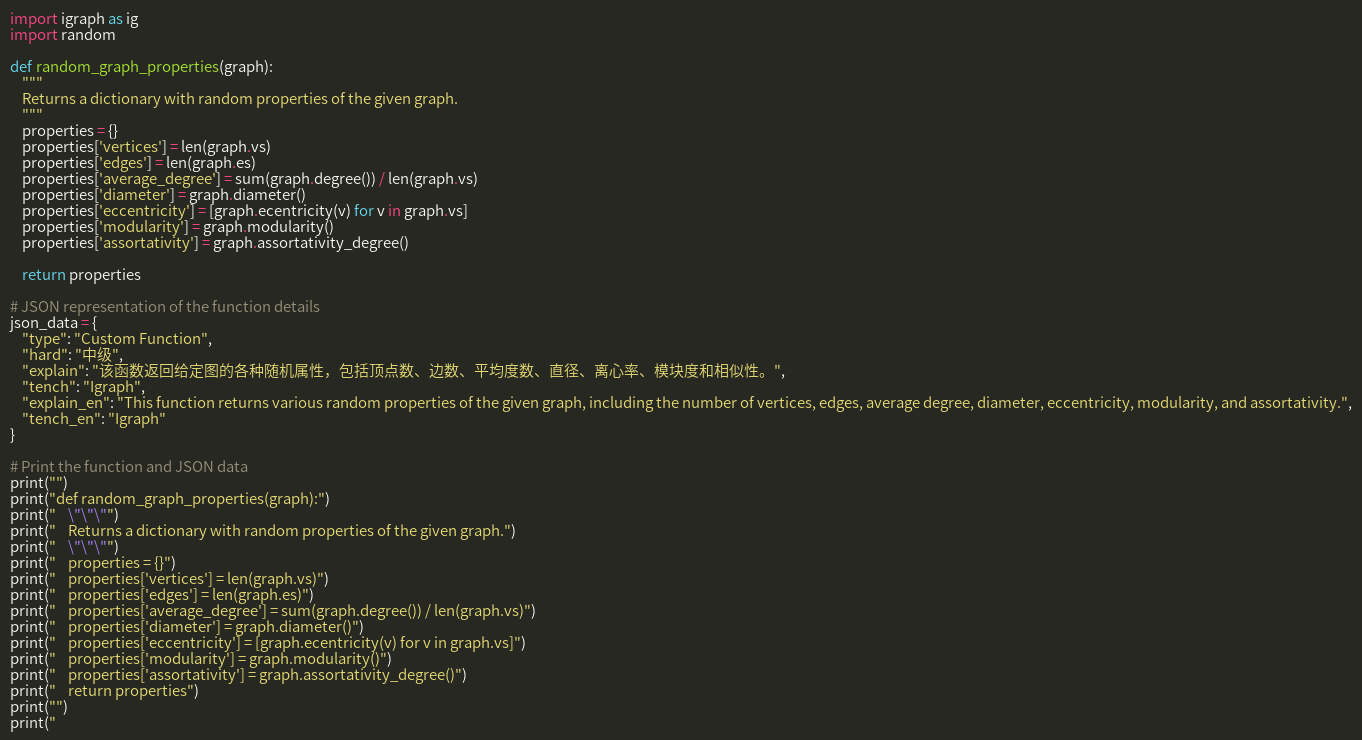 import igraph as ig
import random

def random_graph_properties(graph):
    """
    Returns a dictionary with random properties of the given graph.
    """
    properties = {}
    properties['vertices'] = len(graph.vs)
    properties['edges'] = len(graph.es)
    properties['average_degree'] = sum(graph.degree()) / len(graph.vs)
    properties['diameter'] = graph.diameter()
    properties['eccentricity'] = [graph.ecentricity(v) for v in graph.vs]
    properties['modularity'] = graph.modularity()
    properties['assortativity'] = graph.assortativity_degree()

    return properties

# JSON representation of the function details
json_data = {
    "type": "Custom Function",
    "hard": "中级",
    "explain": "该函数返回给定图的各种随机属性，包括顶点数、边数、平均度数、直径、离心率、模块度和相似性。",
    "tench": "Igraph",
    "explain_en": "This function returns various random properties of the given graph, including the number of vertices, edges, average degree, diameter, eccentricity, modularity, and assortativity.",
    "tench_en": "Igraph"
}

# Print the function and JSON data
print("")
print("def random_graph_properties(graph):")
print("    \"\"\"")
print("    Returns a dictionary with random properties of the given graph.")
print("    \"\"\"")
print("    properties = {}")
print("    properties['vertices'] = len(graph.vs)")
print("    properties['edges'] = len(graph.es)")
print("    properties['average_degree'] = sum(graph.degree()) / len(graph.vs)")
print("    properties['diameter'] = graph.diameter()")
print("    properties['eccentricity'] = [graph.ecentricity(v) for v in graph.vs]")
print("    properties['modularity'] = graph.modularity()")
print("    properties['assortativity'] = graph.assortativity_degree()")
print("    return properties")
print("")
print("